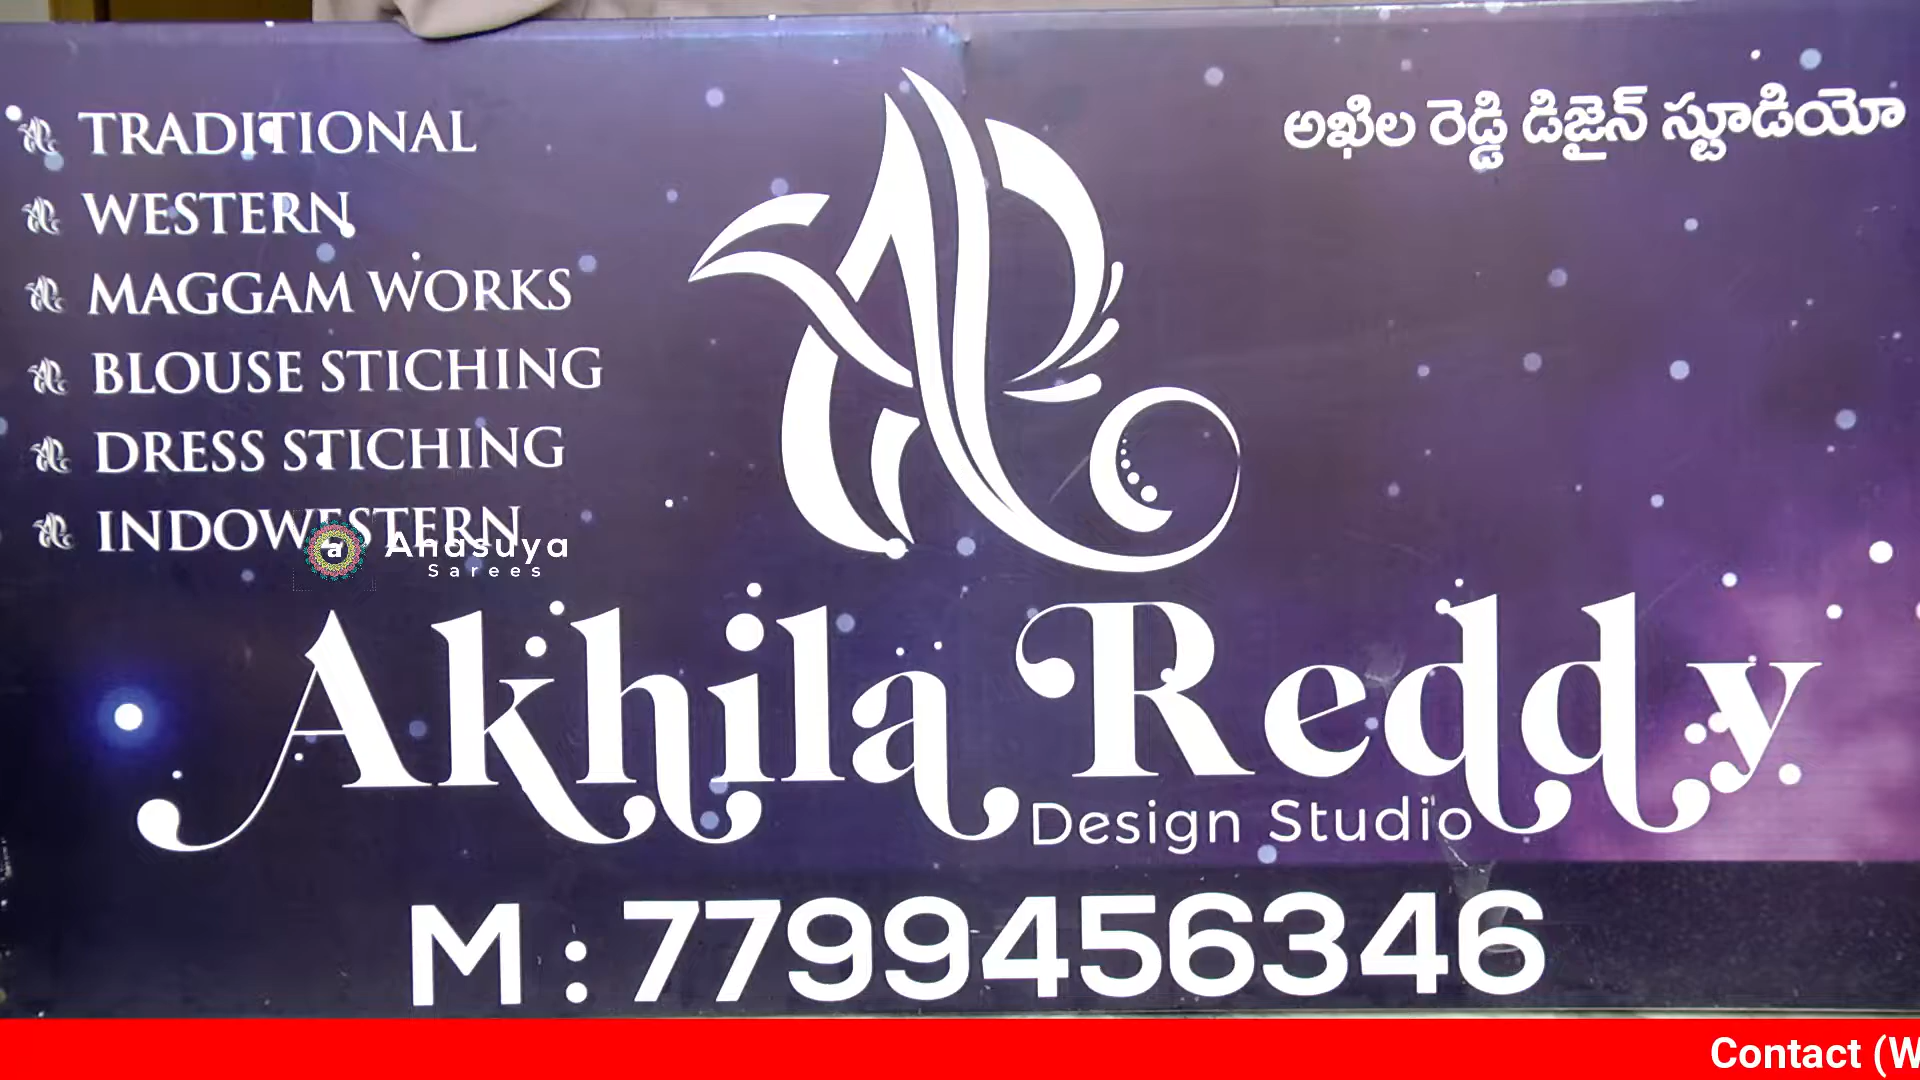 TRADITIONAL
WESTERN
MAGGAM WORKS
BLOUSE STICHING
DRESS STICHING
INDOWESTERN
a Anasuya
Sarees
అఖిల రెడ్డి డిజైన్ స్టూడియో
Akhila Reddy
Design Studio
M : 7799456346
Contact (W